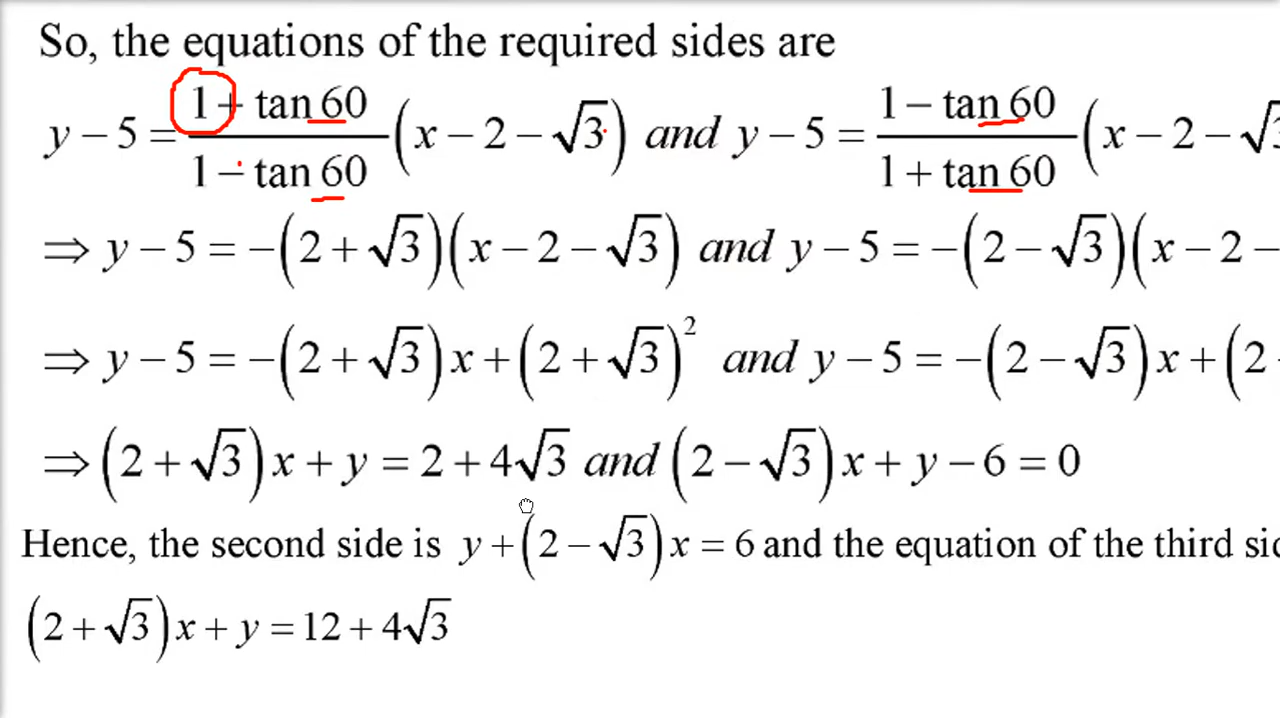 So, the equations of the required sides are
y − 5 = (1 + tan 60)/(1 − tan 60) (x − 2 − √3) and y − 5 = (1 − tan 60)/(1 + tan 60) (x − 2 − √3
⇒ y − 5 = −(2 + √3)(x − 2 − √3) and y − 5 = −(2 − √3)(x − 2 −
⇒ y − 5 = −(2 + √3)x + (2 + √3)² and y − 5 = −(2 − √3)x + (2
⇒ (2 + √3)x + y = 2 + 4√3 and (2 − √3)x + y − 6 = 0
Hence, the second side is y + (2 − √3)x = 6 and the equation of the third
(2 + √3)x + y = 12 + 4√3